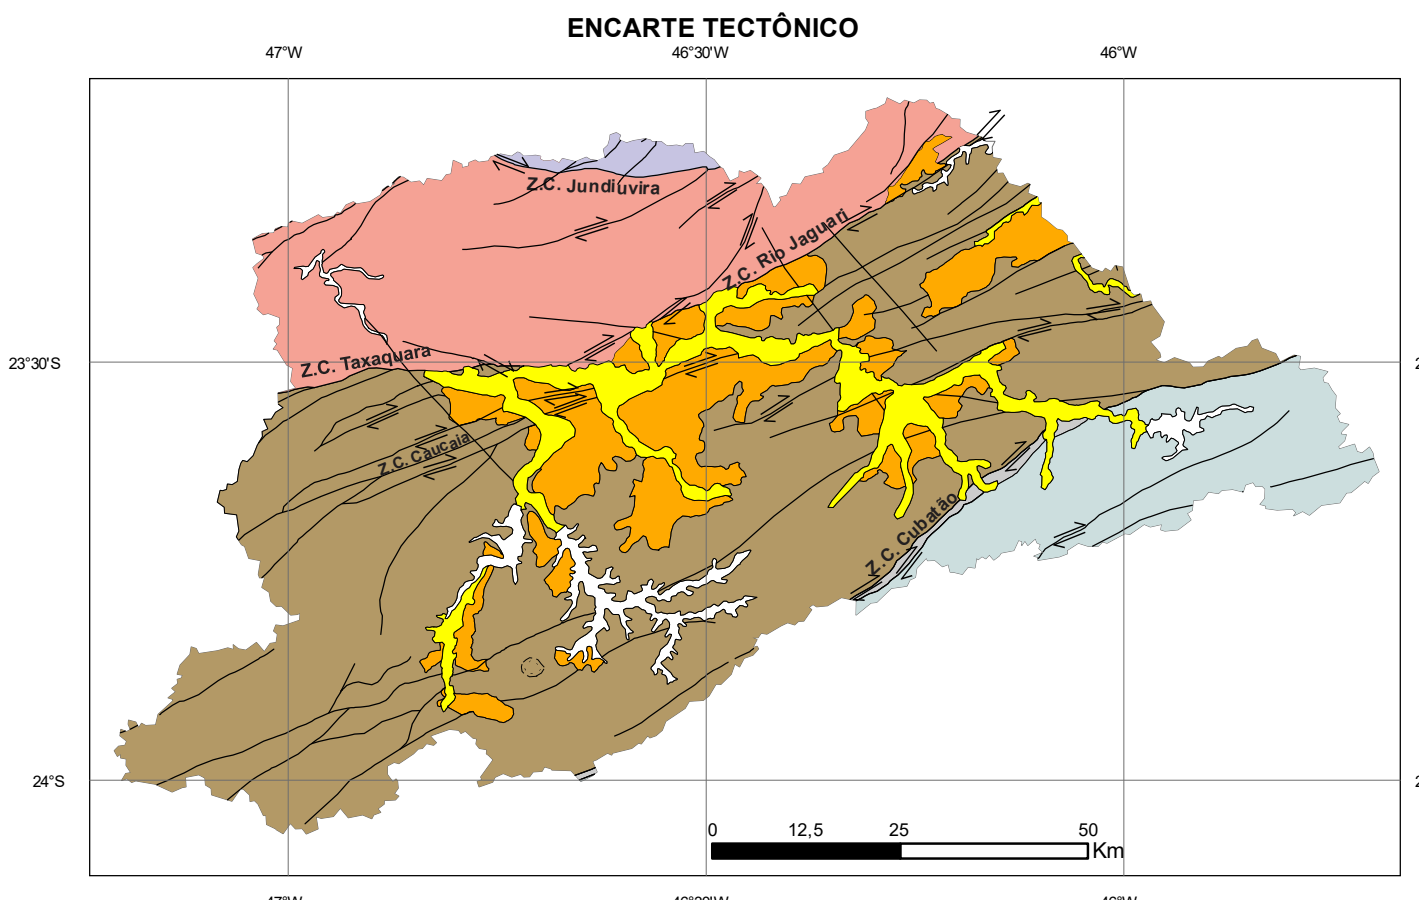 ENCARTE TECTÔNICO
47°W
46°30'W
46°W
Z.C. Jundiuvira
Z.C. Rio Jaguari
23°30'S
Z.C. Taxaquara
Z.C. Caucaia
Z.C. Cubatão
24°S
0
12,5
25
50
Km